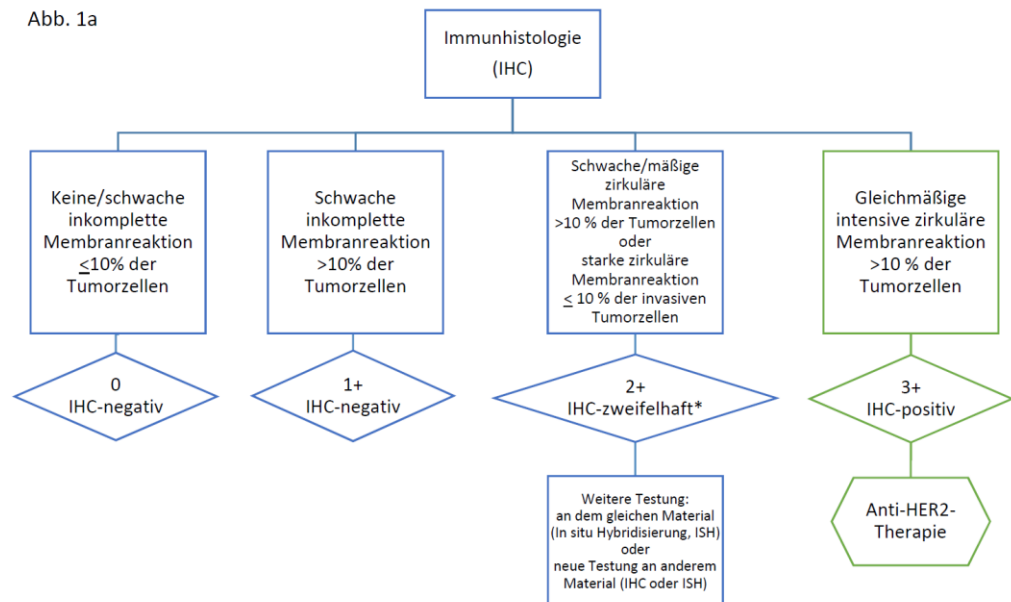 Abb. 1a
Immunhistologie
(IHC)
Keine/schwache
inkomplette
Membranreaktion
≤10% der
Tumorzellen
Schwache
inkomplette
Membranreaktion
>10% der
Tumorzellen
Schwache/mäßige
zirkuläre
Membranreaktion
>10 % der Tumorzellen
oder
starke zirkuläre
Membranreaktion
≤ 10 % der invasiven
Tumorzellen
Gleichmäßige
intensive zirkuläre
Membranreaktion
>10 % der
Tumorzellen
0
IHC-negativ
1+
IHC-negativ
2+
IHC-zweifelhaft*
3+
IHC-positiv
Weitere Testung:
an dem gleichen Material
(In situ Hybridisierung, ISH)
oder
neue Testung an anderem
Material (IHC oder ISH)
Anti-HER2-
Therapie